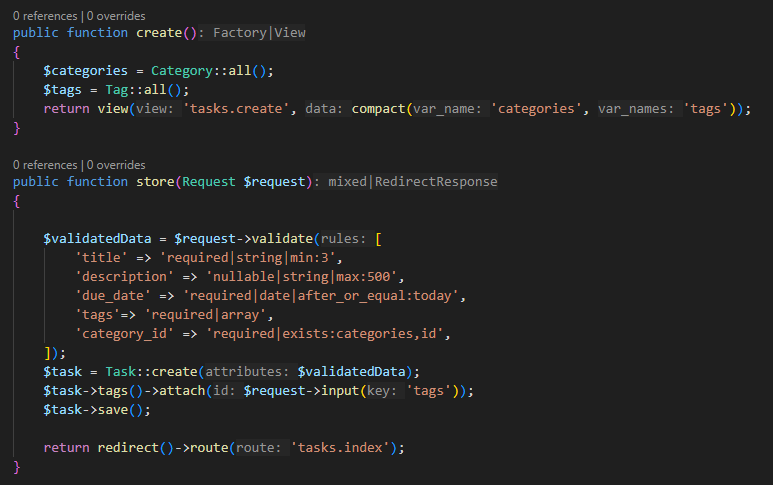 0 references | 0 overrides
public function create(): Factory|View
{
    $categories = Category::all();
    $tags = Tag::all();
    return view(view: 'tasks.create', data: compact(var_name: 'categories', var_names: 'tags'));
}
0 references | 0 overrides
public function store(Request $request): mixed|RedirectResponse
{
    $validatedData = $request->validate(rules: [
        'title' => 'required|string|min:3',
        'description' => 'nullable|string|max:500',
        'due_date' => 'required|date|after_or_equal:today',
        'tags'=> 'required|array',
        'category_id' => 'required|exists:categories,id',
    ]);
    $task = Task::create(attributes: $validatedData);
    $task->tags()->attach(id: $request->input(key: 'tags'));
    $task->save();
    return redirect()->route(route: 'tasks.index');
}